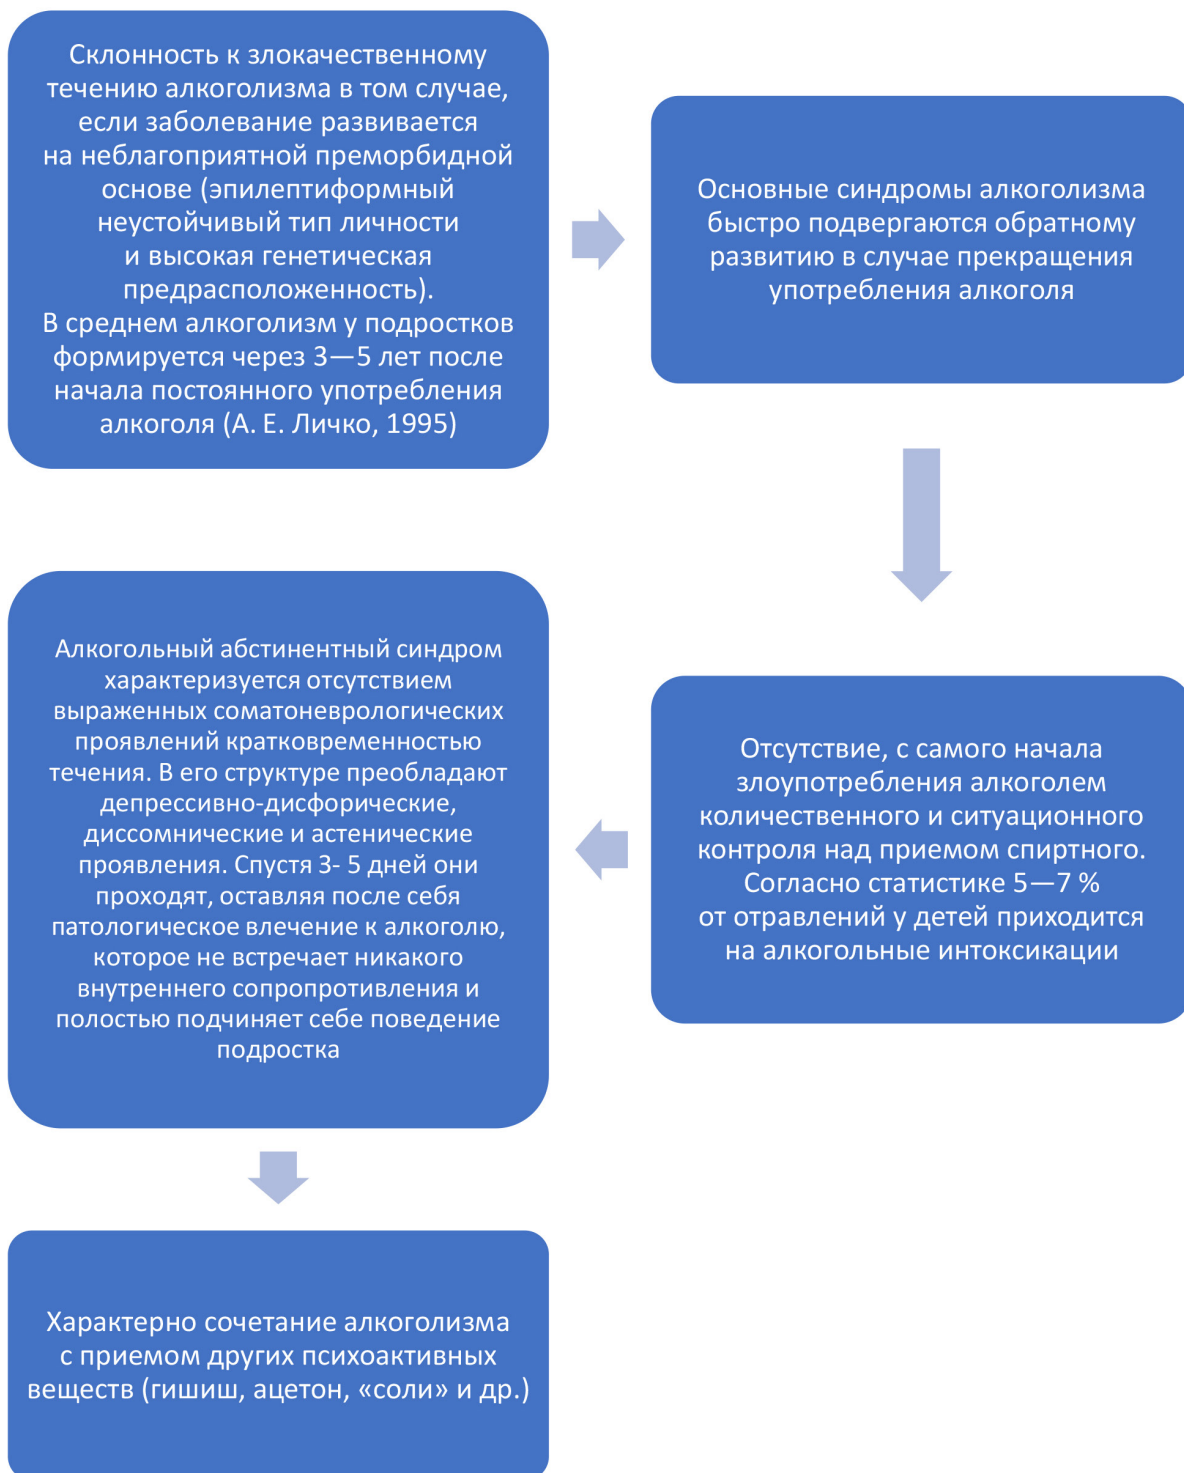 Склонность к злокачественному
течению алкоголизма в том случае,
если заболевание развивается
на неблагоприятной преморбидной
основе (эпилептиформный
неустойчивый тип личности
и высокая генетическая
предрасположенность).
В среднем алкоголизм у подростков
формируется через 3—5 лет после
начала постоянного употребления
алкоголя (А. Е. Личко, 1995)
Основные синдромы алкоголизма
быстро подвергаются обратному
развитию в случае прекращения
употребления алкоголя
Отсутствие, с самого начала
злоупотребления алкоголем
количественного и ситуационного
контроля над приемом спиртного.
Согласно статистике 5—7 %
от отравлений у детей приходится
на алкогольные интоксикации
Алкогольный абстинентный синдром
характеризуется отсутствием
выраженных соматоневрологических
проявлений кратковременностью
течения. В его структуре преобладают
депрессивно-дисфорические,
диссомнические и астенические
проявления. Спустя 3- 5 дней они
проходят, оставляя после себя
патологическое влечение к алкоголю,
которое не встречает никакого
внутреннего сопропротивления и
полостью подчиняет себе поведение
подростка
Характерно сочетание алкоголизма
с приемом других психоактивных
веществ (гишиш, ацетон, «соли» и др.)